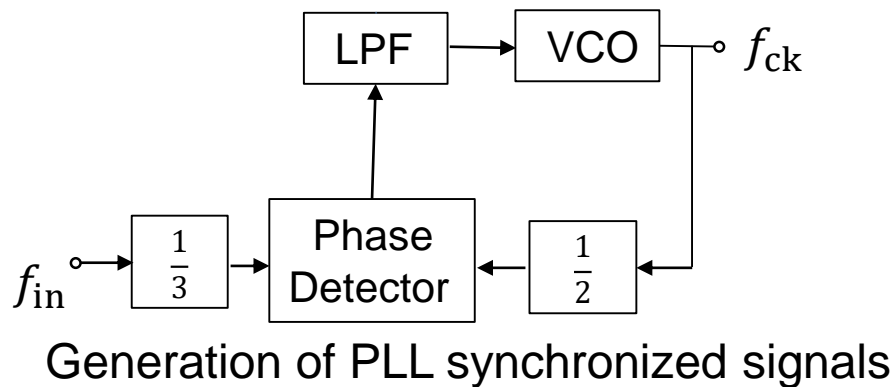 LPF
VCO
f_ck
f_in
1/3
Phase
Detector
1/2
Generation of PLL synchronized signals